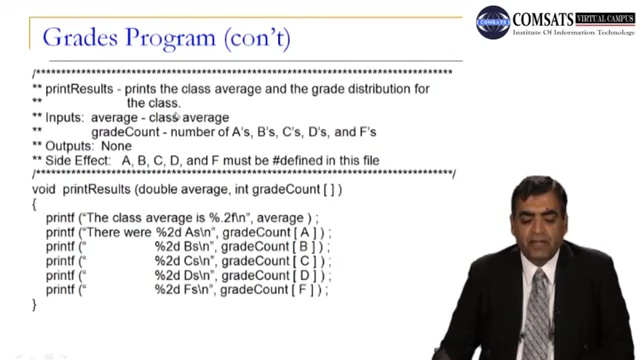 Grades Program (con't)
COMSATS
COMSATS
VIRTUAL CAMPUS
Institute Of Information Technology
/*******************************************************************************
** printResults - prints the class average and the grade distribution for
** the class.
** Inputs: average - class average
** gradeCount - number of A's, B's, C's, D's, and F's
** Outputs: None
** Side Effect: A, B, C, D, and F must be #defined in this file
/*******************************************************************************/
void printResults (double average, int gradeCount [ ] )
{
printf ("The class average is %.2f\n", average ) ;
printf ("There were %2d As\n", gradeCount [ A ] ) ;
printf (" %2d Bs\n", gradeCount [ B ] ) ;
printf (" %2d Cs\n", gradeCount [ C ] ) ;
printf (" %2d Ds\n", gradeCount [ D ] ) ;
printf (" %2d Fs\n", gradeCount [ F ] ) ;
}